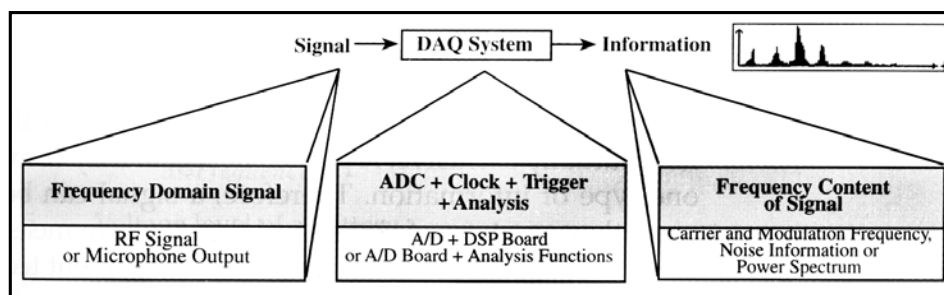 Signal
DAQ System
Information
Frequency Domain Signal
RF Signal
or Microphone Output
ADC + Clock + Trigger
+ Analysis
A/D + DSP Board
or A/D Board + Analysis Functions
Frequency Content
of Signal
Carrier and Modulation Frequency,
Noise Information or
Power Spectrum